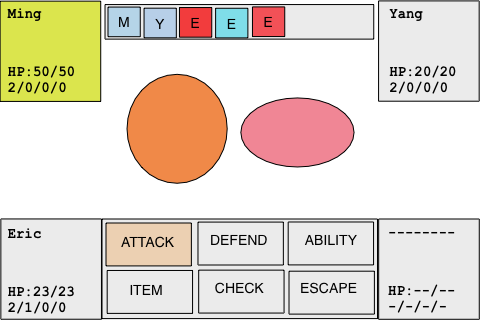 Ming
HP:50/50
2/0/0/0
M Y E E E
Yang
HP:20/20
2/0/0/0
Eric
HP:23/23
2/1/0/0
ATTACK DEFEND ABILITY
ITEM CHECK ESCAPE
--------
HP:--/--
-/-/-/-